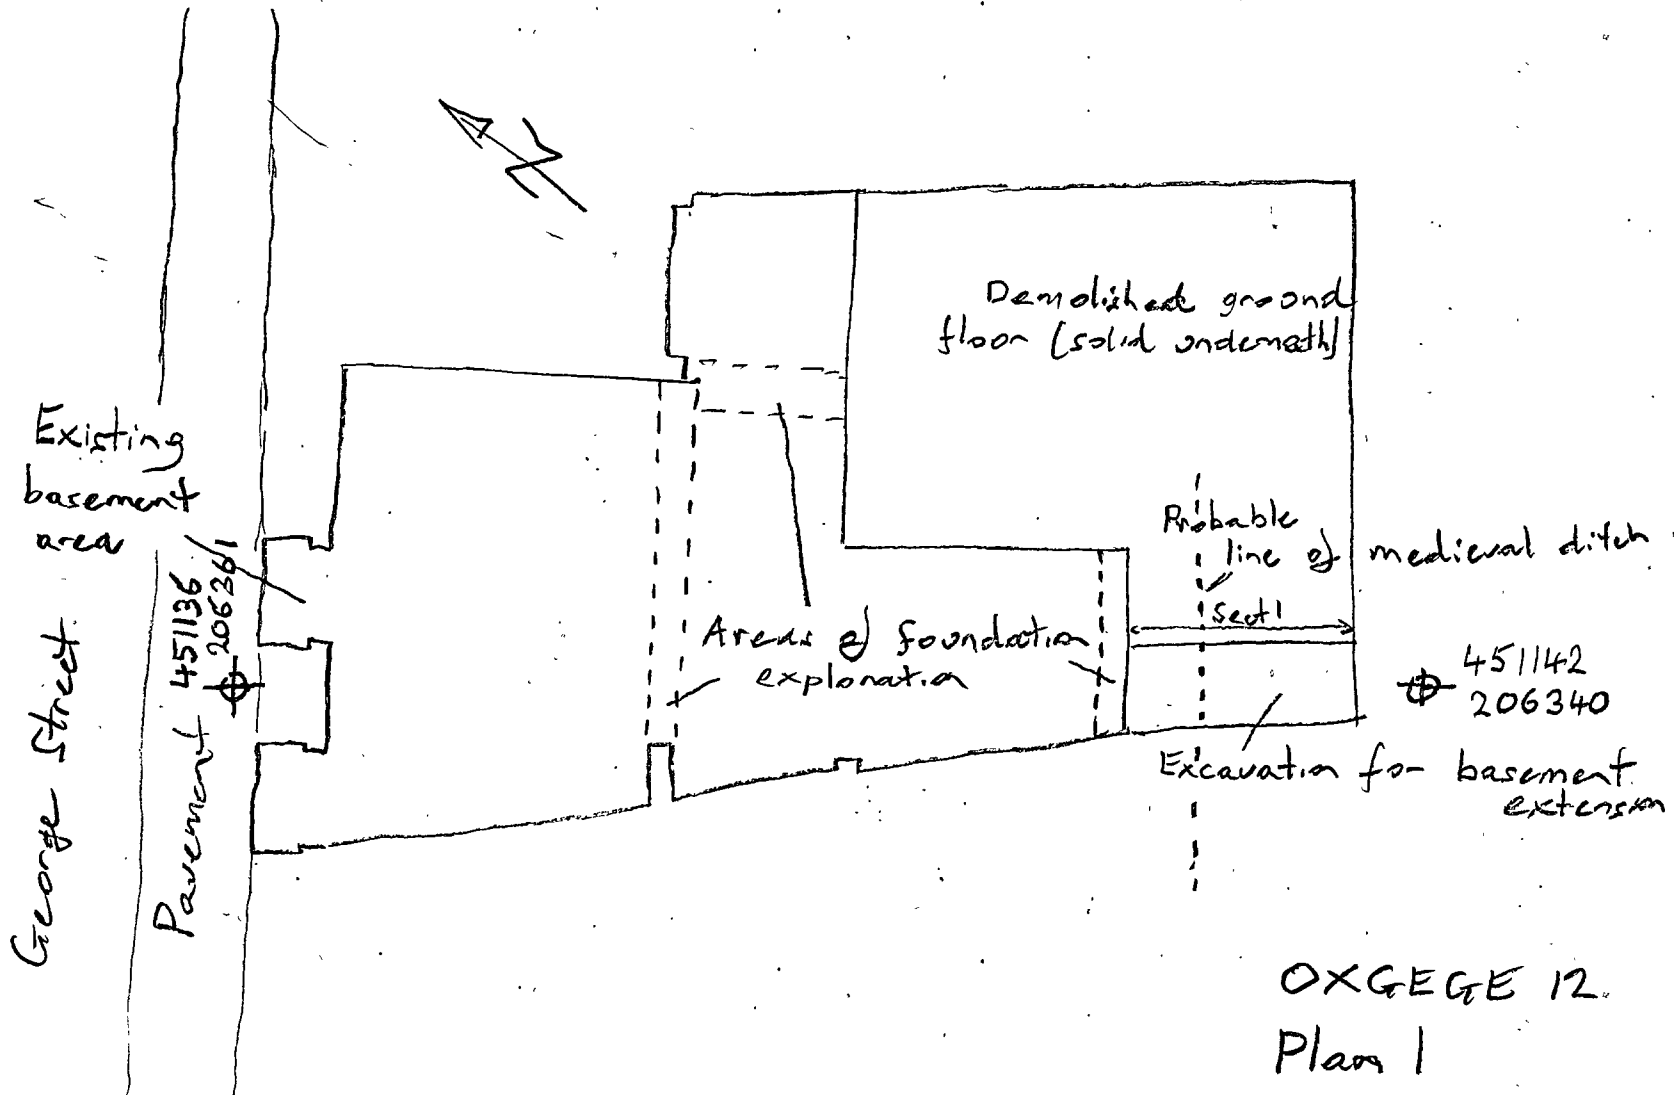 N
Demolished ground
floor (solid underneath)
Existing
basement
area
Probable
line of medieval ditch
Sect 1
451136
206361
Areas of foundation
exploration
451142
206340
Excavation for basement
extension
George Street
Pavement
OXGEGE 12
Plan 1